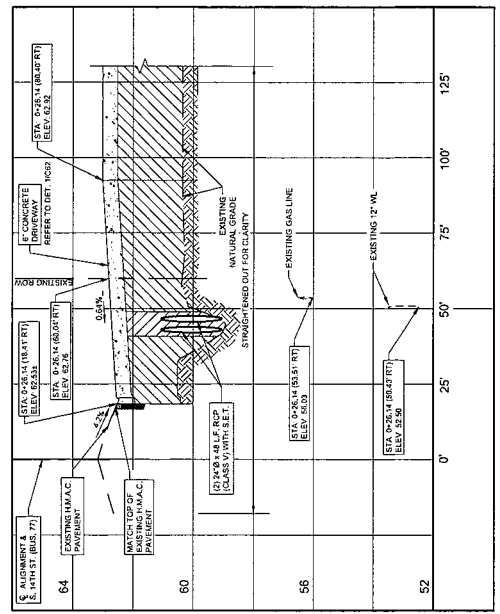 ℄ ALIGNMENT &
S. 14TH ST. (BUS. 77)
EXISTING H.M.A.C.
PAVEMENT
MATCH TOP OF
EXISTING H.M.A.C.
PAVEMENT
4.2%
STA: 0+26.14 (18.41' RT)
ELEV: 62.53±
STA: 0+26.14 (60.04' RT)
ELEV: 62.76
0.64%
EXISTING ROW
6" CONCRETE
DRIVEWAY
REFER TO DET. 1/C62
STA: 0+26.14 (80.40' RT)
ELEV: 62.92
(2) 24"Ø x 48 L.F. RCP
(CLASS V) WITH S.E.T.
EXISTING
NATURAL GRADE
STRAIGHTENED OUT FOR CLARITY
EXISTING GAS LINE
STA: 0+26.14 (53.51' RT)
ELEV: 56.03
EXISTING 12" WL
STA: 0+26.14 (50.43' RT)
ELEV: 52.50
64
60
56
52
0'
25'
50'
75'
100'
125'